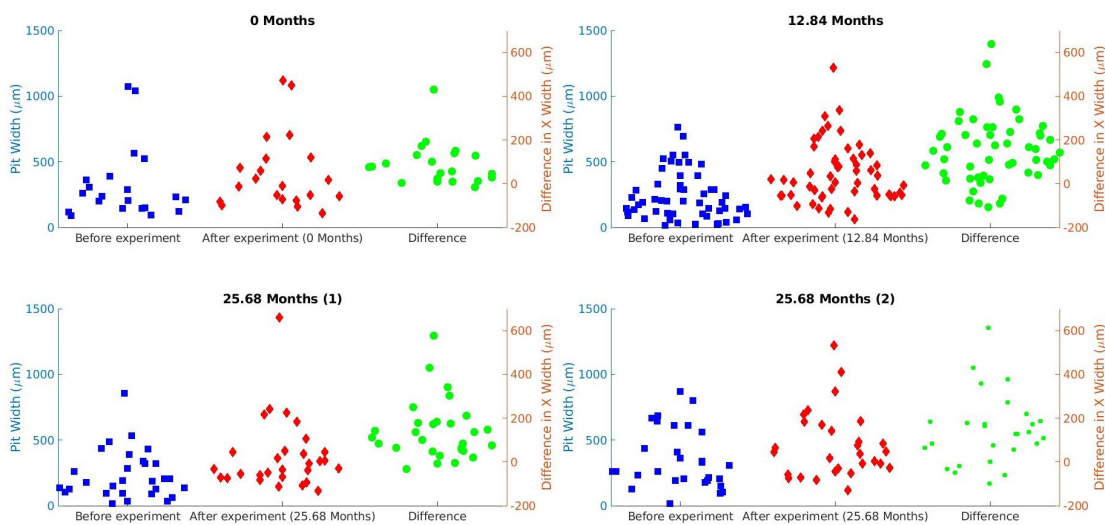 0 Months
12.84 Months
1500
1000
500
0
Pit Width (μm)
600
400
200
0
-200
Difference in X Width (μm)
Before experiment
After experiment (0 Months)
Difference
1500
1000
500
0
Pit Width (μm)
600
400
200
0
-200
Difference in X Width (μm)
Before experiment
After experiment (12.84 Months)
Difference
25.68 Months (1)
25.68 Months (2)
1500
1000
500
0
Pit Width (μm)
600
400
200
0
-200
Difference in X Width (μm)
Before experiment
After experiment (25.68 Months)
Difference
1500
1000
500
0
Pit Width (μm)
600
400
200
0
-200
Difference in X Width (μm)
Before experiment
After experiment (25.68 Months)
Difference